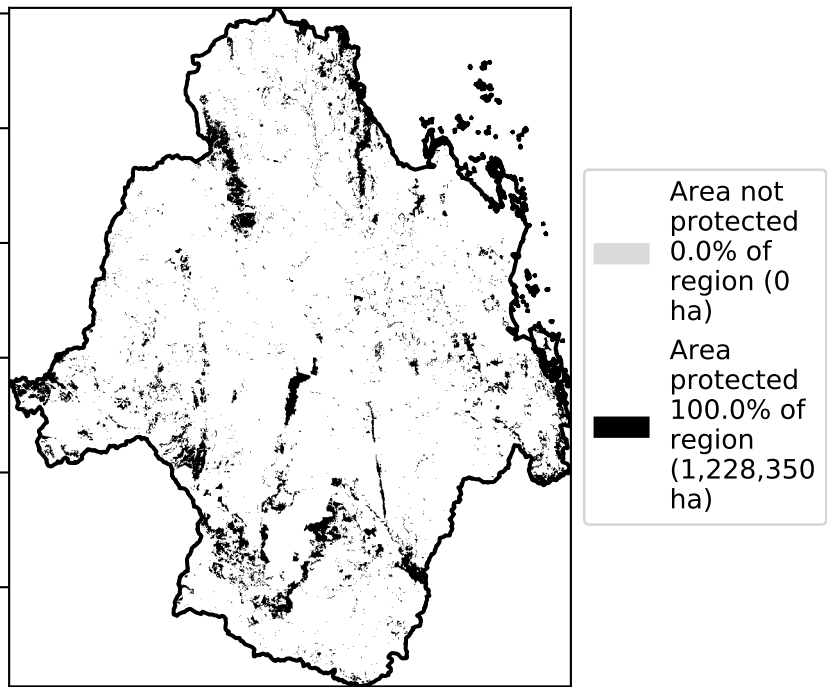 Area not
protected
0.0% of
region (0
ha)
Area
protected
100.0% of
region
(1,228,350
ha)